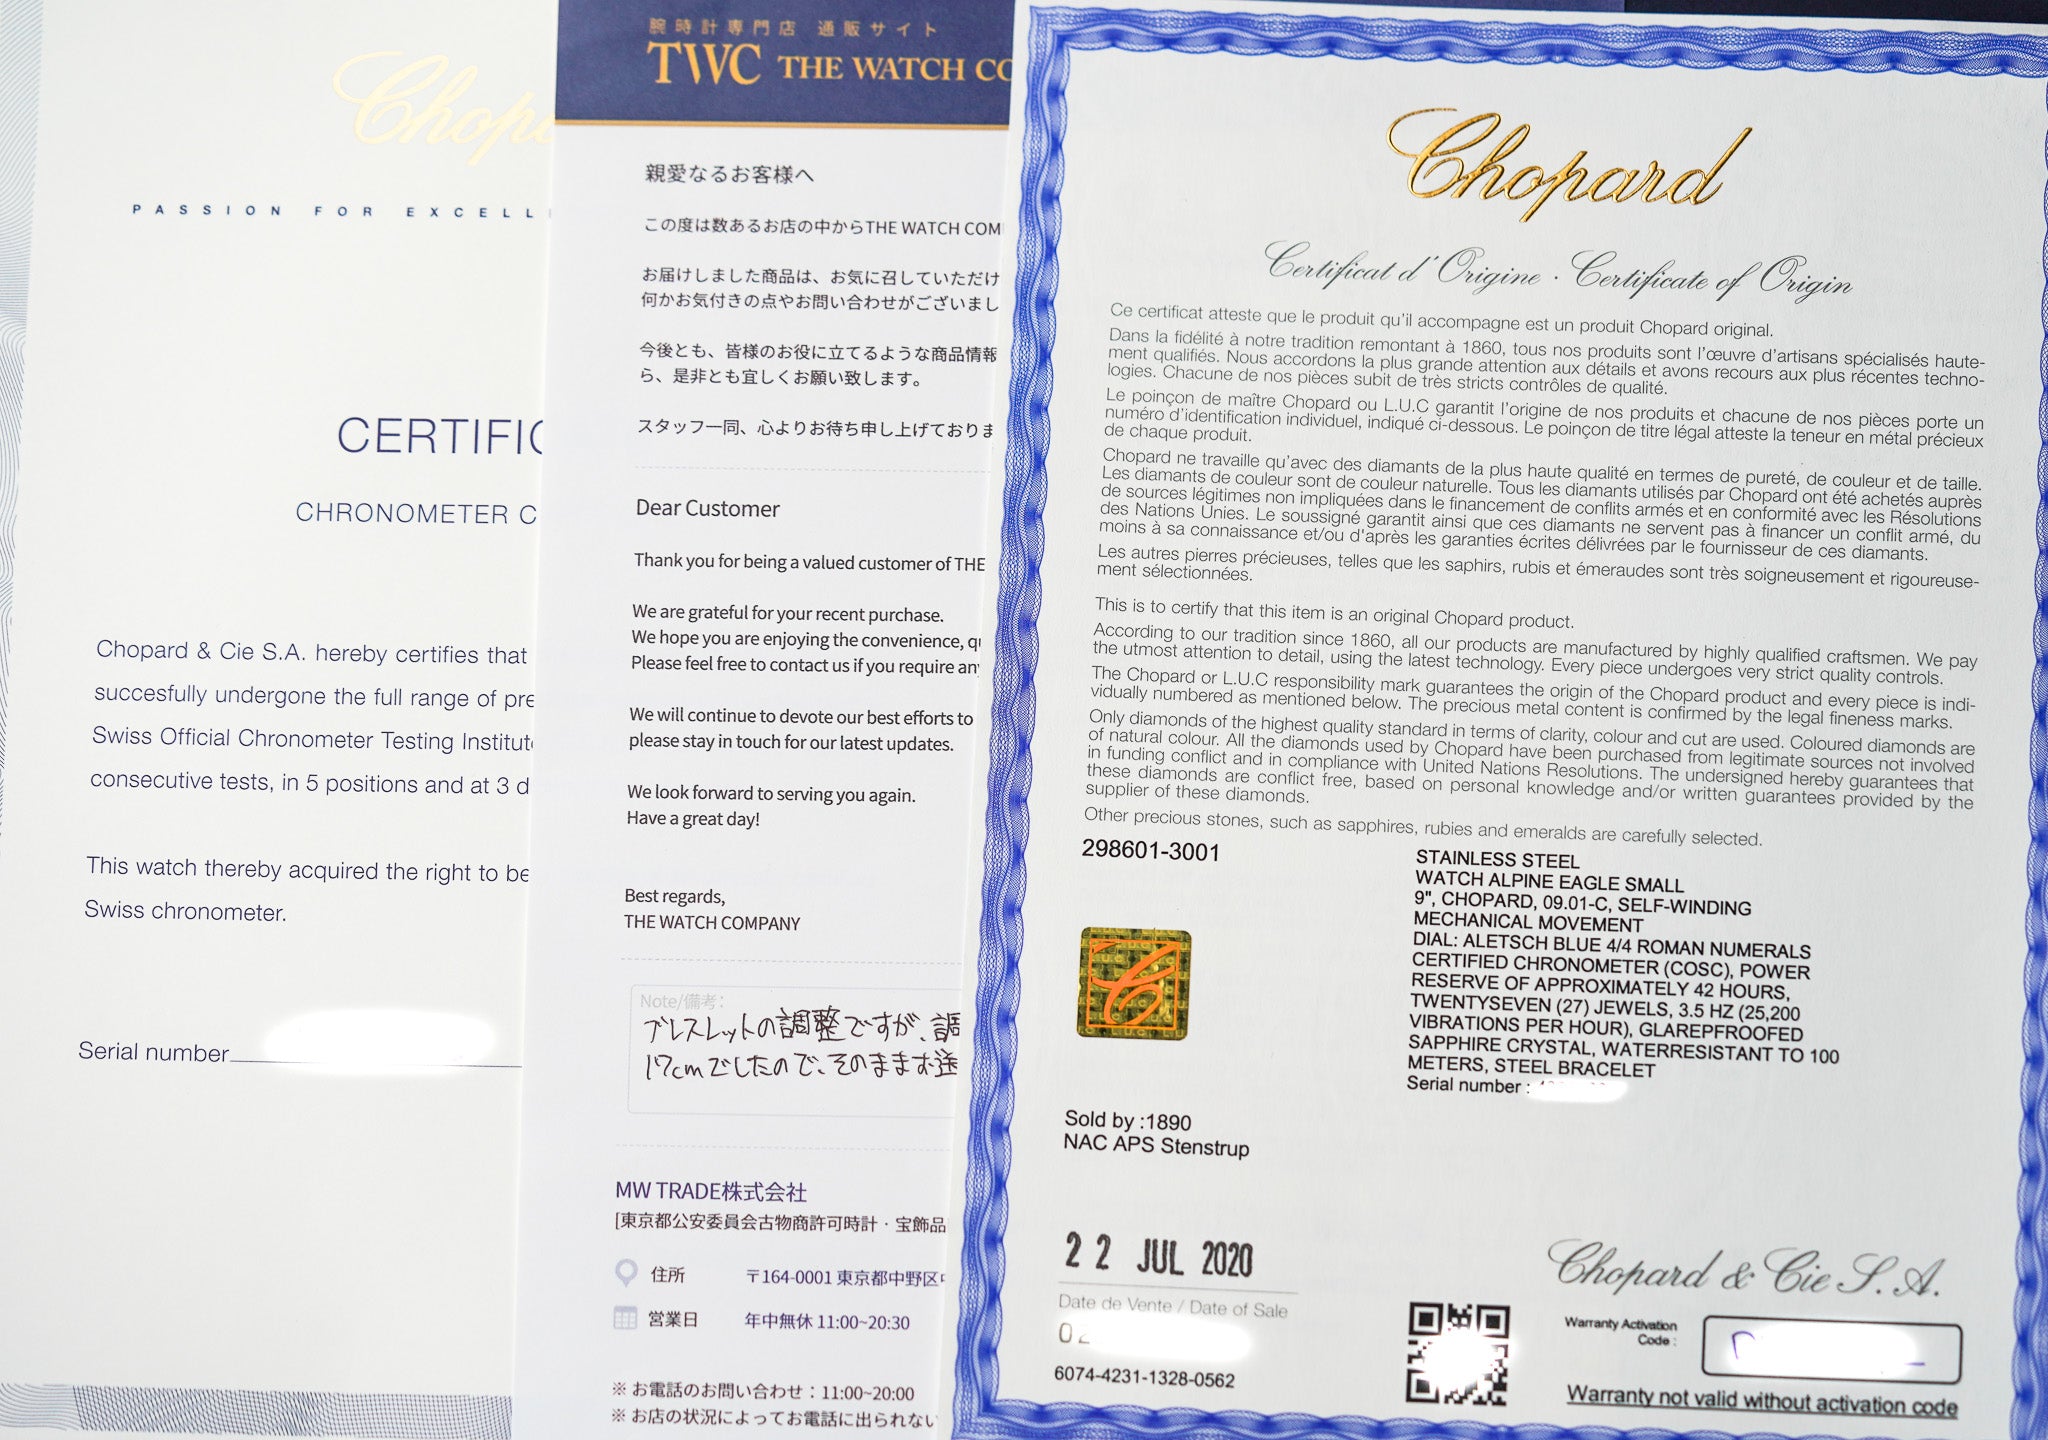 Chop
PASSION FOR EXCELL
CERTIFIC
CHRONOMETER C
Chopard & Cie S.A. hereby certifies that
succesfully undergone the full range of pre
Swiss Official Chronometer Testing Institut
consecutive tests, in 5 positions and at 3 d
This watch thereby acquired the right to be
Swiss chronometer.
Serial number
腕時計専門店 通販サイト
TWC THE WATCH CO
親愛なるお客様へ
この度は数あるお店の中からTHE WATCH COM
お届けしました商品は、お気に召していただけ
何かお気付きの点やお問い合わせがございまし
今後とも、皆様のお役に立てるような商品情報
ら、是非とも宜しくお願い致します。
スタッフ一同、心よりお待ち申し上げておりま
Dear Customer
Thank you for being a valued customer of THE
We are grateful for your recent purchase.
We hope you are enjoying the convenience, q
Please feel free to contact us if you require any
We will continue to devote our best efforts to
please stay in touch for our latest updates.
We look forward to serving you again.
Have a great day!
Best regards,
THE WATCH COMPANY
Note/備考:
ブレスレットの調整ですが、調
17cmでしたので、そのままお送
MW TRADE株式会社
[東京都公安委員会古物商許可時計・宝飾品
住所 〒164-0001 東京都中野区中
営業日 年中無休 11:00~20:30
※ お電話のお問い合わせ：11:00~20:00
※ お店の状況によってお電話に出られない
Chopard
Certificat d'Origine · Certificate of Origin
Ce certificat atteste que le produit qu'il accompagne est un produit Chopard original.
Dans la fidélité à notre tradition remontant à 1860, tous nos produits sont l'œuvre d'artisans spécialisés haute-
ment qualifiés. Nous accordons la plus grande attention aux détails et avons recours aux plus récentes techno-
logies. Chacune de nos pièces subit de très stricts contrôles de qualité.
Le poinçon de maître Chopard ou L.U.C garantit l'origine de nos produits et chacune de nos pièces porte un
numéro d'identification individuel, indiqué ci-dessous. Le poinçon de titre légal atteste la teneur en métal précieux
de chaque produit.
Chopard ne travaille qu'avec des diamants de la plus haute qualité en termes de pureté, de couleur et de taille.
Les diamants de couleur sont de couleur naturelle. Tous les diamants utilisés par Chopard ont été achetés auprès
de sources légitimes non impliquées dans le financement de conflits armés et en conformité avec les Résolutions
des Nations Unies. Le soussigné garantit ainsi que ces diamants ne servent pas à financer un conflit armé, du
moins à sa connaissance et/ou d'après les garanties écrites délivrées par le fournisseur de ces diamants.
Les autres pierres précieuses, telles que les saphirs, rubis et émeraudes sont très soigneusement et rigoureuse-
ment sélectionnées.
This is to certify that this item is an original Chopard product.
According to our tradition since 1860, all our products are manufactured by highly qualified craftsmen. We pay
the utmost attention to detail, using the latest technology. Every piece undergoes very strict quality controls.
The Chopard or L.U.C responsibility mark guarantees the origin of the Chopard product and every piece is indi-
vidually numbered as mentioned below. The precious metal content is confirmed by the legal fineness marks.
Only diamonds of the highest quality standard in terms of clarity, colour and cut are used. Coloured diamonds are
of natural colour. All the diamonds used by Chopard have been purchased from legitimate sources not involved
in funding conflict and in compliance with United Nations Resolutions. The undersigned hereby guarantees that
these diamonds are conflict free, based on personal knowledge and/or written guarantees provided by the
supplier of these diamonds.
Other precious stones, such as sapphires, rubies and emeralds are carefully selected.
298601-3001
STAINLESS STEEL
WATCH ALPINE EAGLE SMALL
9", CHOPARD, 09.01-C, SELF-WINDING
MECHANICAL MOVEMENT
DIAL: ALETSCH BLUE 4/4 ROMAN NUMERALS
CERTIFIED CHRONOMETER (COSC), POWER
RESERVE OF APPROXIMATELY 42 HOURS,
TWENTYSEVEN (27) JEWELS, 3.5 HZ (25,200
VIBRATIONS PER HOUR), GLAREPFROOFED
SAPPHIRE CRYSTAL, WATERRESISTANT TO 100
METERS, STEEL BRACELET
Serial number :
Sold by :1890
NAC APS Stenstrup
22 JUL 2020
Date de Vente / Date of Sale
02
6074-4231-1328-0562
Chopard & Cie S.A.
Warranty Activation
Code :
Warranty not valid without activation code